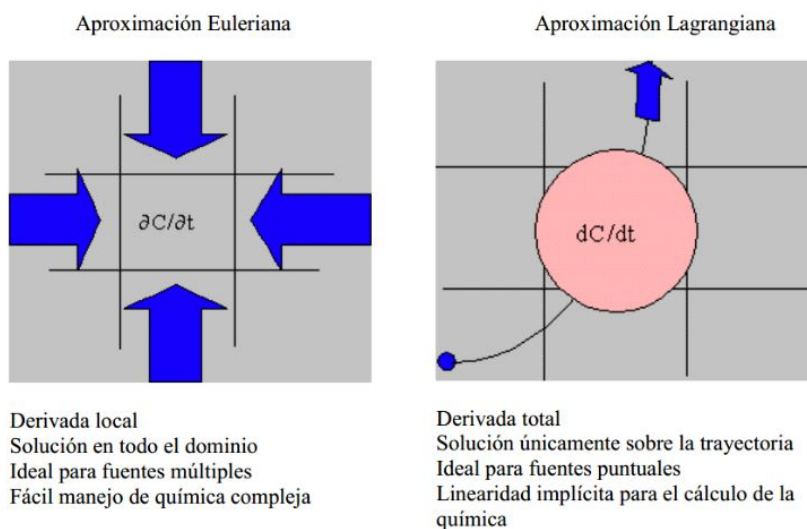 Aproximación Euleriana
∂C/∂t
Derivada local
Solución en todo el dominio
Ideal para fuentes múltiples
Fácil manejo de química compleja
Aproximación Lagrangiana
dC/dt
Derivada total
Solución únicamente sobre la trayectoria
Ideal para fuentes puntuales
Linearidad implícita para el cálculo de la
química